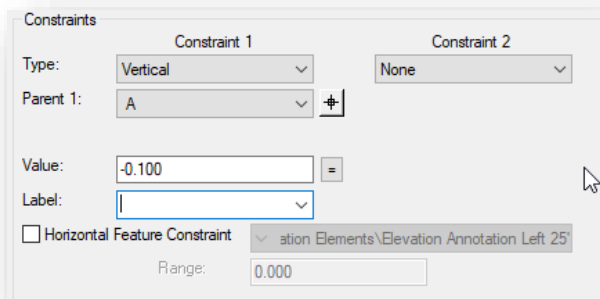 Constraints
Constraint 1 Constraint 2
Type: Vertical None
Parent 1: A
Value: -0.100 =
Label:
Horizontal Feature Constraint ation Elements\Elevation Annotation Left 25'
Range: 0.000